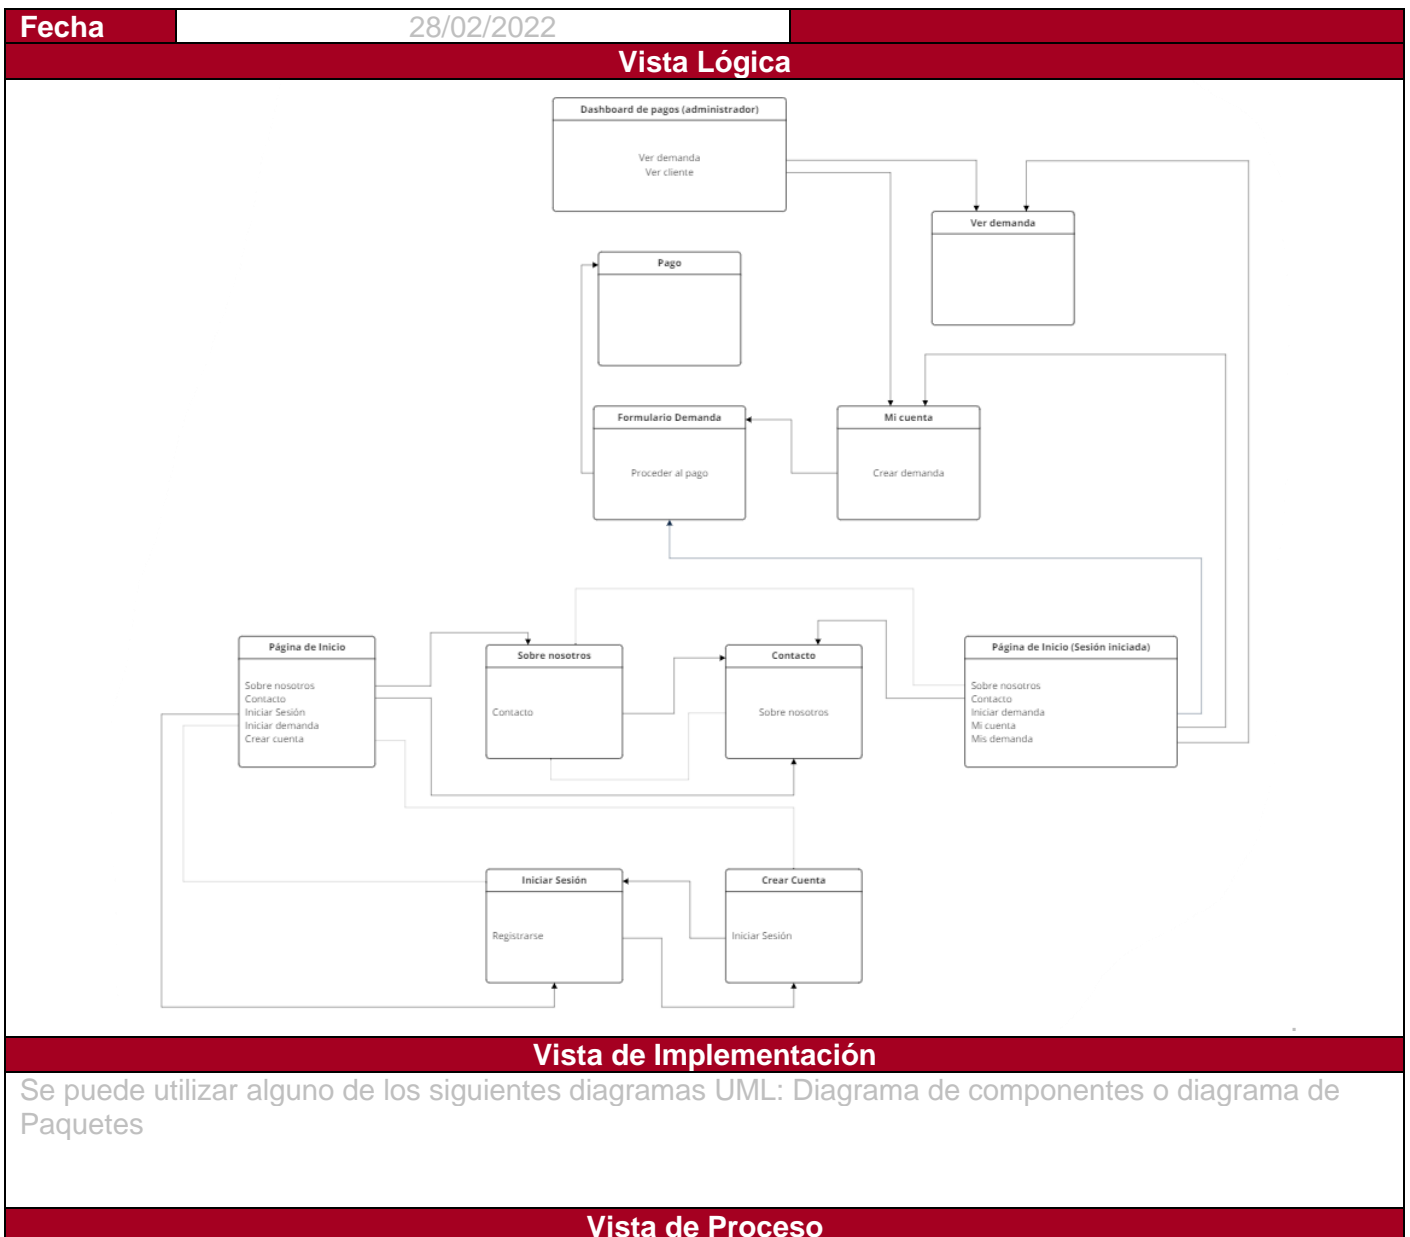 Fecha
28/02/2022
Vista Lógica
Dashboard de pagos (administrador)
Ver demanda
Ver cliente
Ver demanda
Pago
Formulario Demanda
Proceder al pago
Mi cuenta
Crear demanda
Página de Inicio
Sobre nosotros
Contacto
Iniciar Sesión
Iniciar demanda
Crear cuenta
Sobre nosotros
Contacto
Contacto
Sobre nosotros
Página de Inicio (Sesión iniciada)
Sobre nosotros
Contacto
Iniciar demanda
Mi cuenta
Mis demanda
Iniciar Sesión
Registrarse
Crear Cuenta
Iniciar Sesión
Vista de Implementación
Se puede utilizar alguno de los siguientes diagramas UML: Diagrama de componentes o diagrama de
Paquetes
Vista de Proceso